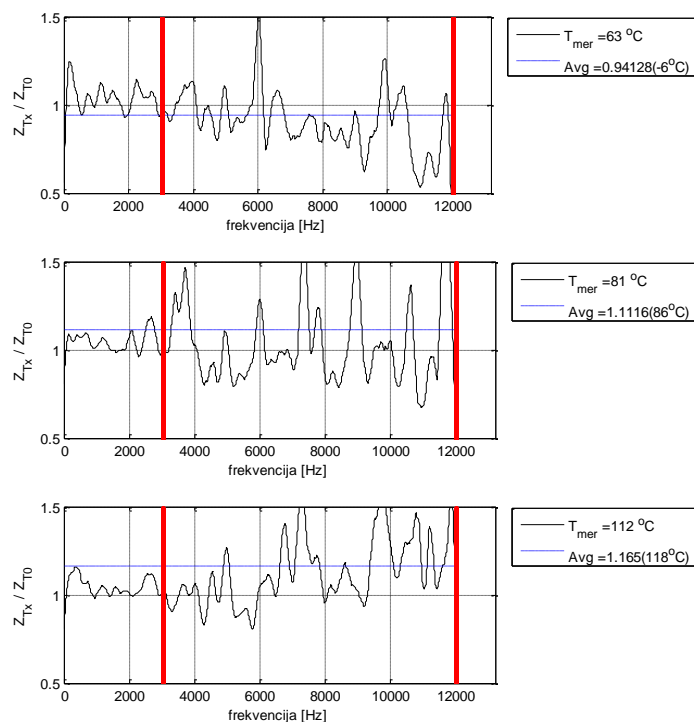 1.5
1
0.5
0 2000 4000 6000 8000 10000 12000
frekvencija [Hz]
Z_Tx / Z_T0
T_mer =63 °C
Avg =0.94128(-6°C)
1.5
1
0.5
0 2000 4000 6000 8000 10000 12000
frekvencija [Hz]
Z_Tx / Z_T0
T_mer =81 °C
Avg =1.1116(86°C)
1.5
1
0.5
0 2000 4000 6000 8000 10000 12000
frekvencija [Hz]
Z_Tx / Z_T0
T_mer =112 °C
Avg =1.165(118°C)